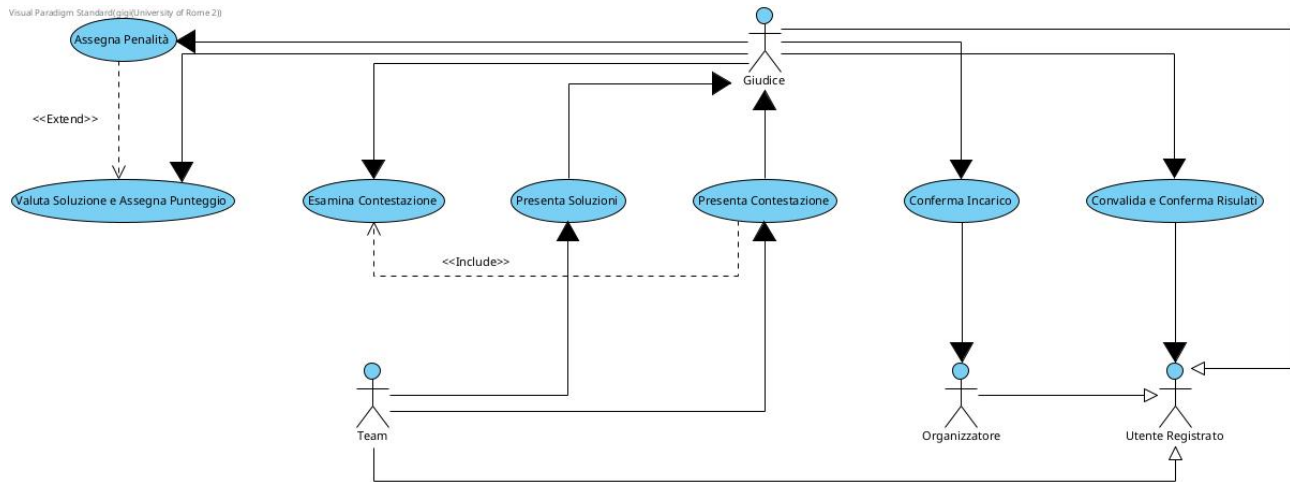 Visual Paradigm Standard(gigi(University of Rome 2))
Assegna Penalità
Giudice
<<Extend>>
Valuta Soluzione e Assegna Punteggio
Esamina Contestazione
Presenta Soluzioni
Presenta Contestazione
Conferma Incarico
Convalida e Conferma Risulati
<<Include>>
Team
Organizzatore
Utente Registrato